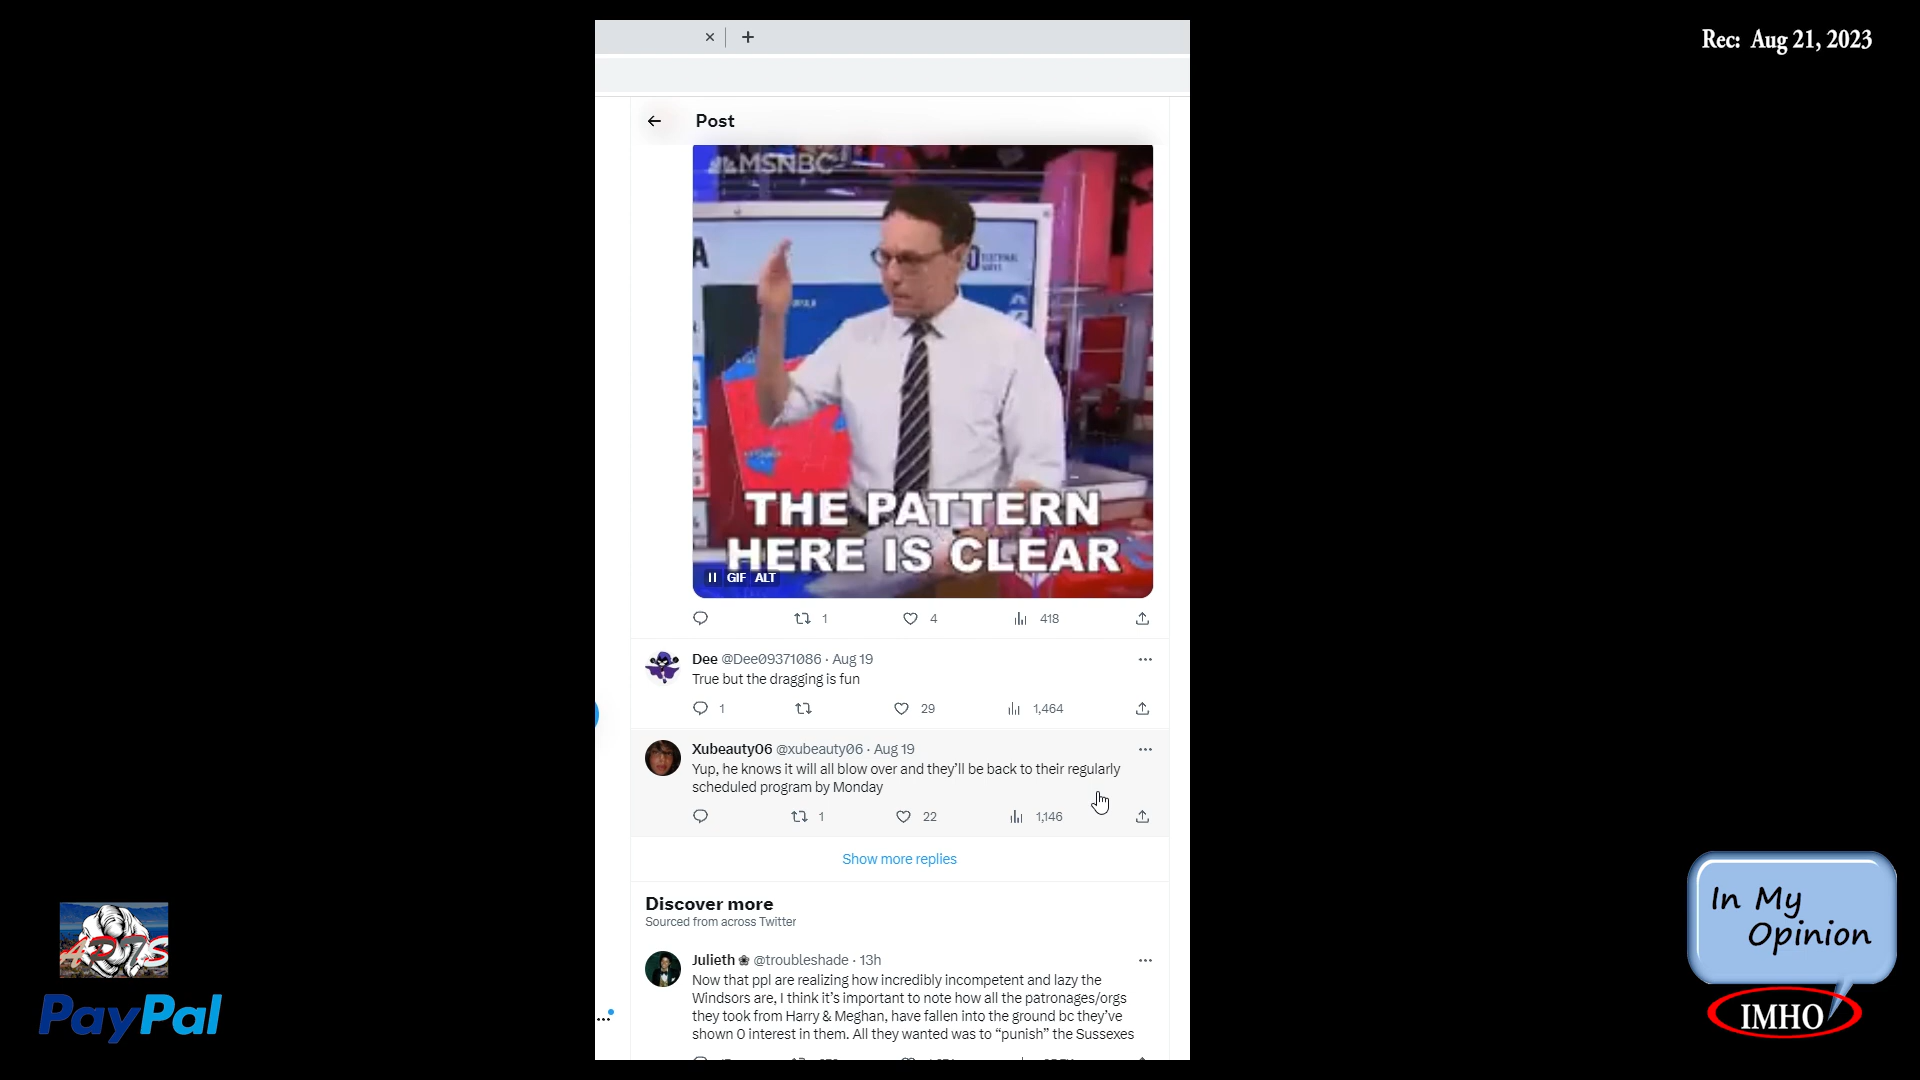 Rec: Aug 21, 2023
Post
MSNBC
THE PATTERN
HERE IS CLEAR
GIF ALT
1 4 418
Dee @Dee09371086 · Aug 19
True but the dragging is fun
1 29 1,464
Xubeauty06 @xubeauty06 · Aug 19
Yup, he knows it will all blow over and they'll be back to their regularly
scheduled program by Monday
1 22 1,146
Show more replies
Discover more
Sourced from across Twitter
Julieth @troubleshade · 13h
Now that ppl are realizing how incredibly incompetent and lazy the
Windsors are, I think it's important to note how all the patronages/orgs
they took from Harry & Meghan, have fallen into the ground bc they've
shown 0 interest in them. All they wanted was to "punish" the Sussexes
PayPal
In My
Opinion
IMHO